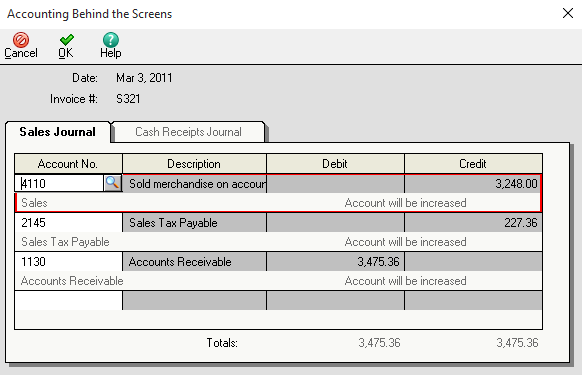 Accounting Behind the Screens
Cancel OK Help
Date: Mar 3, 2011
Invoice #: S321
Sales Journal Cash Receipts Journal
Account No. Description Debit Credit
4110 Sold merchandise on accour 3,248.00
Sales Account will be increased
2145 Sales Tax Payable 227.36
Sales Tax Payable Account will be increased
1130 Accounts Receivable 3,475.36
Accounts Receivable Account will be increased
Totals: 3,475.36 3,475.36